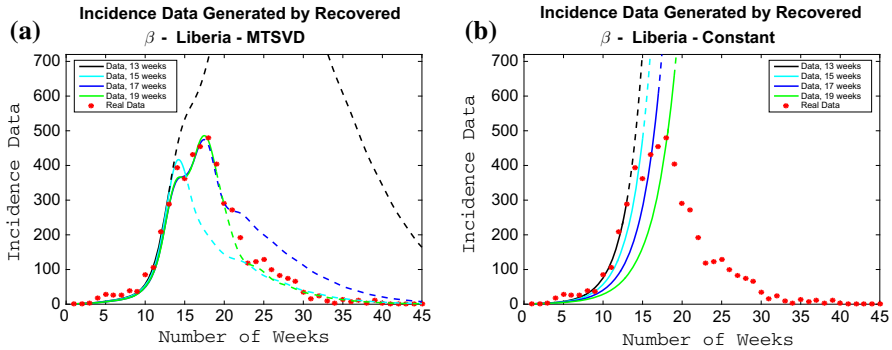 (a)
Incidence Data Generated by Recovered
β - Liberia - MTSVD
700
600
500
400
300
200
100
0
Incidence Data
Data, 13 weeks
Data, 15 weeks
Data, 17 weeks
Data, 19 weeks
Real Data
0 5 10 15 20 25 30 35 40 45
Number of Weeks
(b)
Incidence Data Generated by Recovered
β - Liberia - Constant
700
600
500
400
300
200
100
0
Incidence Data
Data, 13 weeks
Data, 15 weeks
Data, 17 weeks
Data, 19 weeks
Real Data
0 5 10 15 20 25 30 35 40 45
Number of Weeks